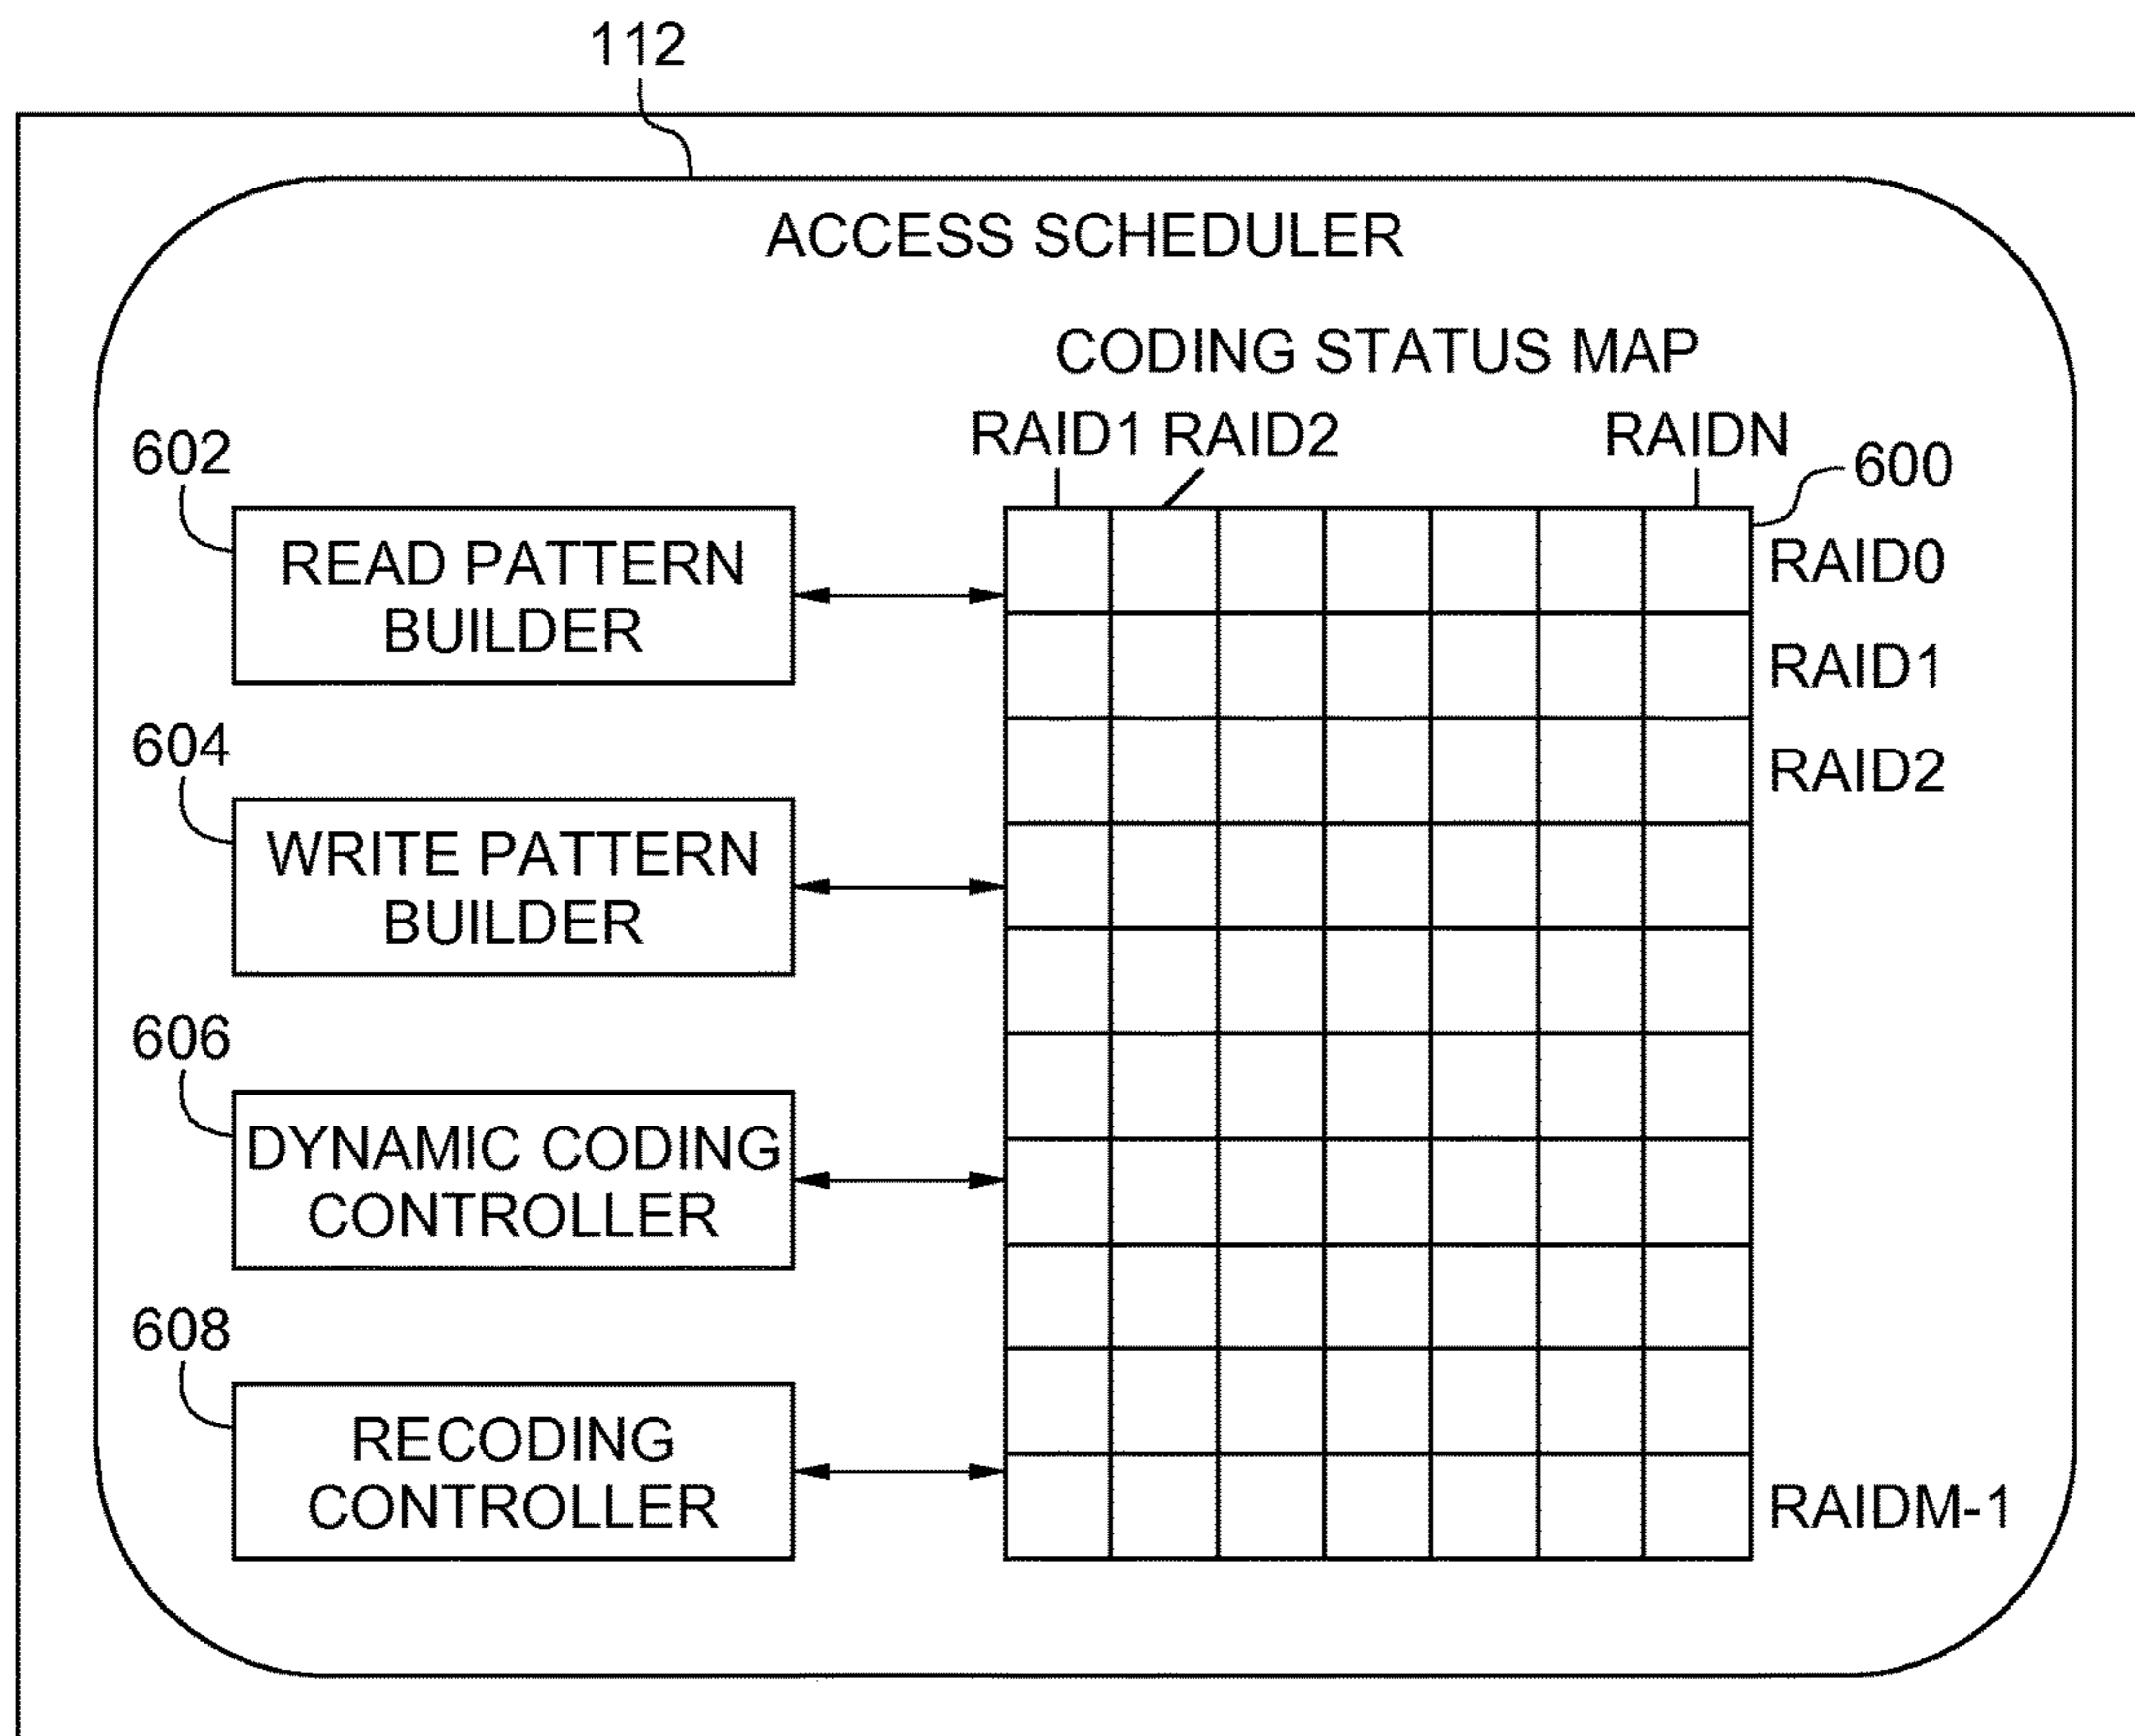 112
ACCESS SCHEDULER
CODING STATUS MAP
RAID1 RAID2 RAIDN
602
600
READ PATTERN
BUILDER
RAID0
RAID1
604
RAID2
WRITE PATTERN
BUILDER
606
DYNAMIC CODING
CONTROLLER
608
RECODING
CONTROLLER
RAIDM-1